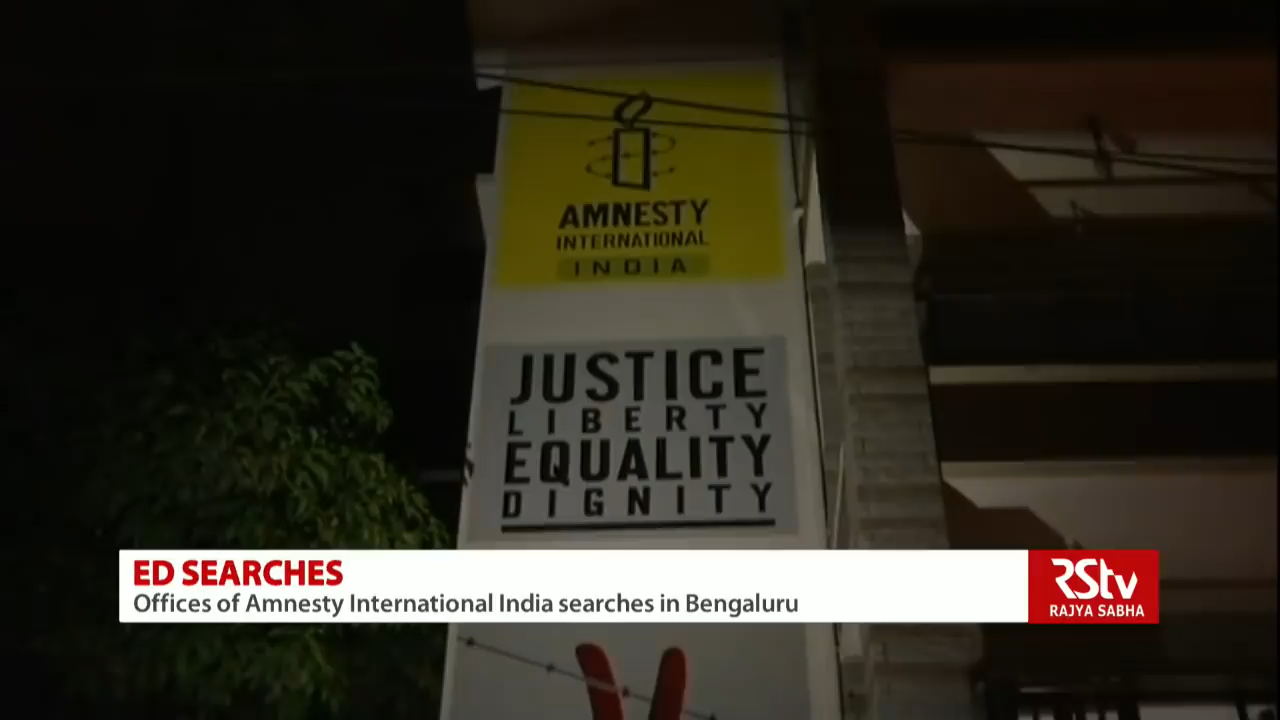 AMNESTY
INTERNATIONAL
INDIA
JUSTICE
LIBERTY
EQUALITY
DIGNITY
ED SEARCHES
Offices of Amnesty International India searches in Bengaluru
RStv
RAJYA SABHA